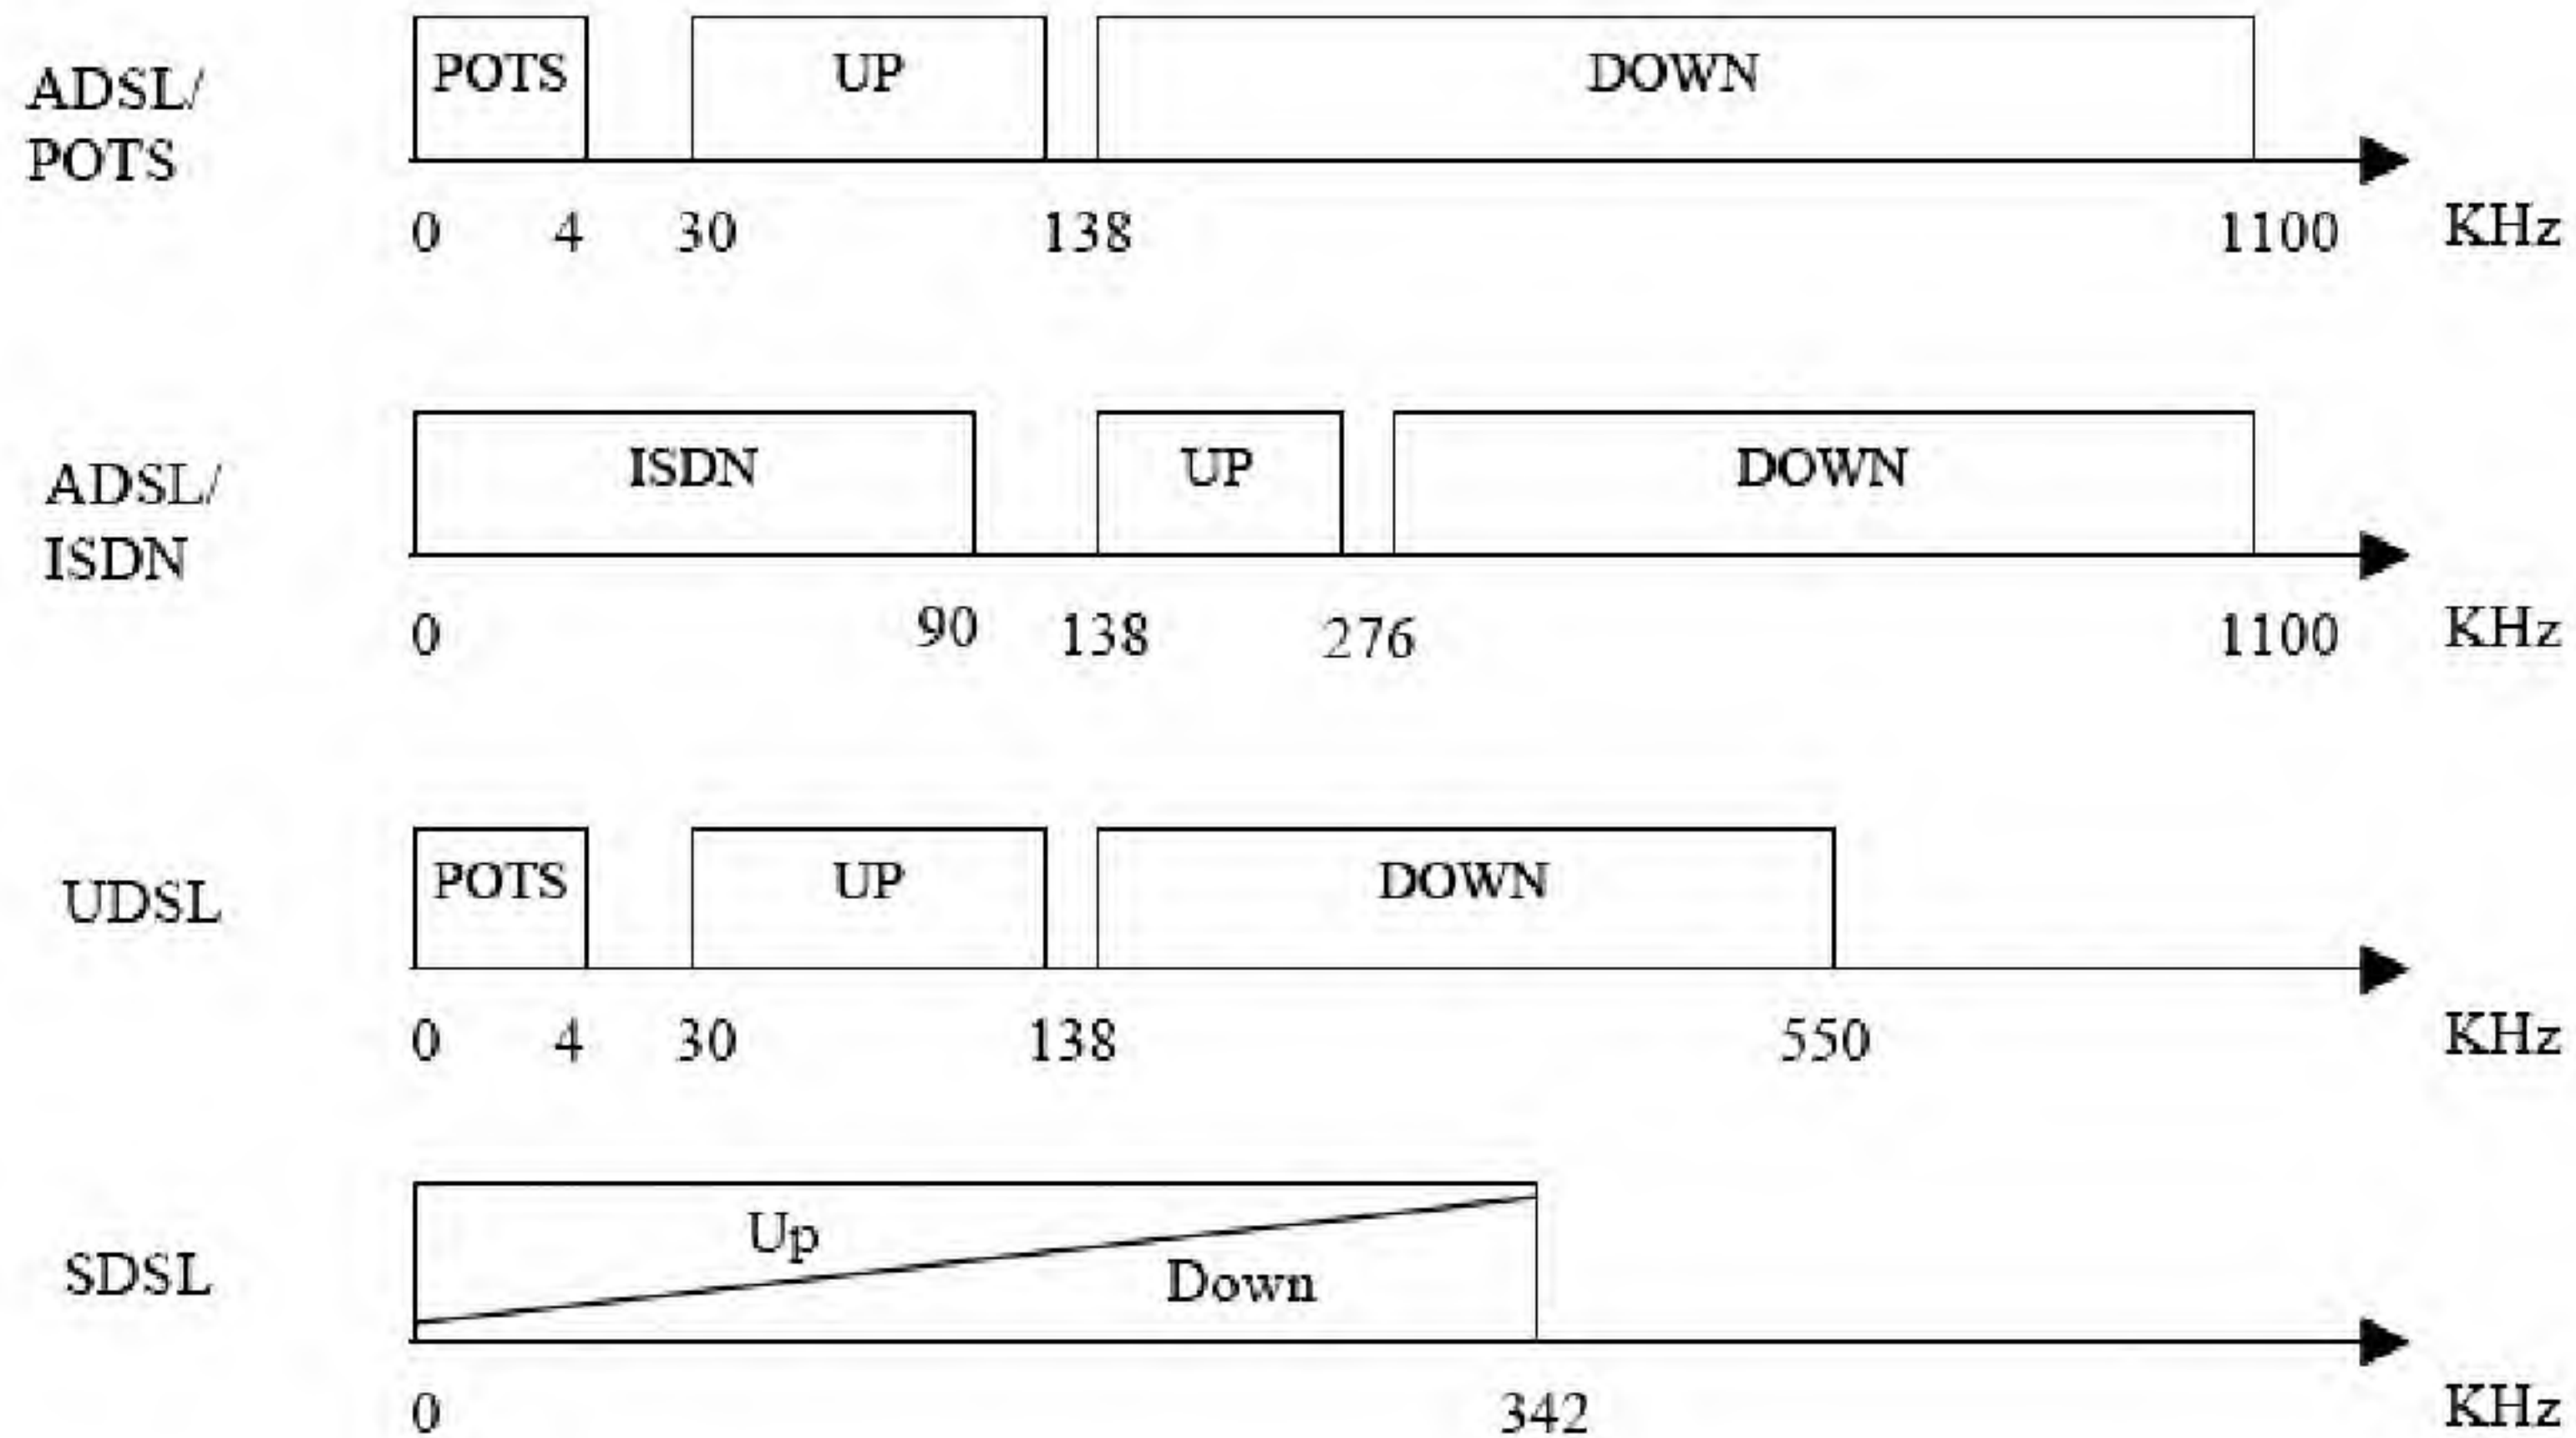 ADSL/
POTS
POTS UP DOWN
0 4 30 138 1100 KHz
ADSL/
ISDN
ISDN UP DOWN
0 90 138 276 1100 KHz
UDSL
POTS UP DOWN
0 4 30 138 550 KHz
SDSL
Up
Down
0 342 KHz